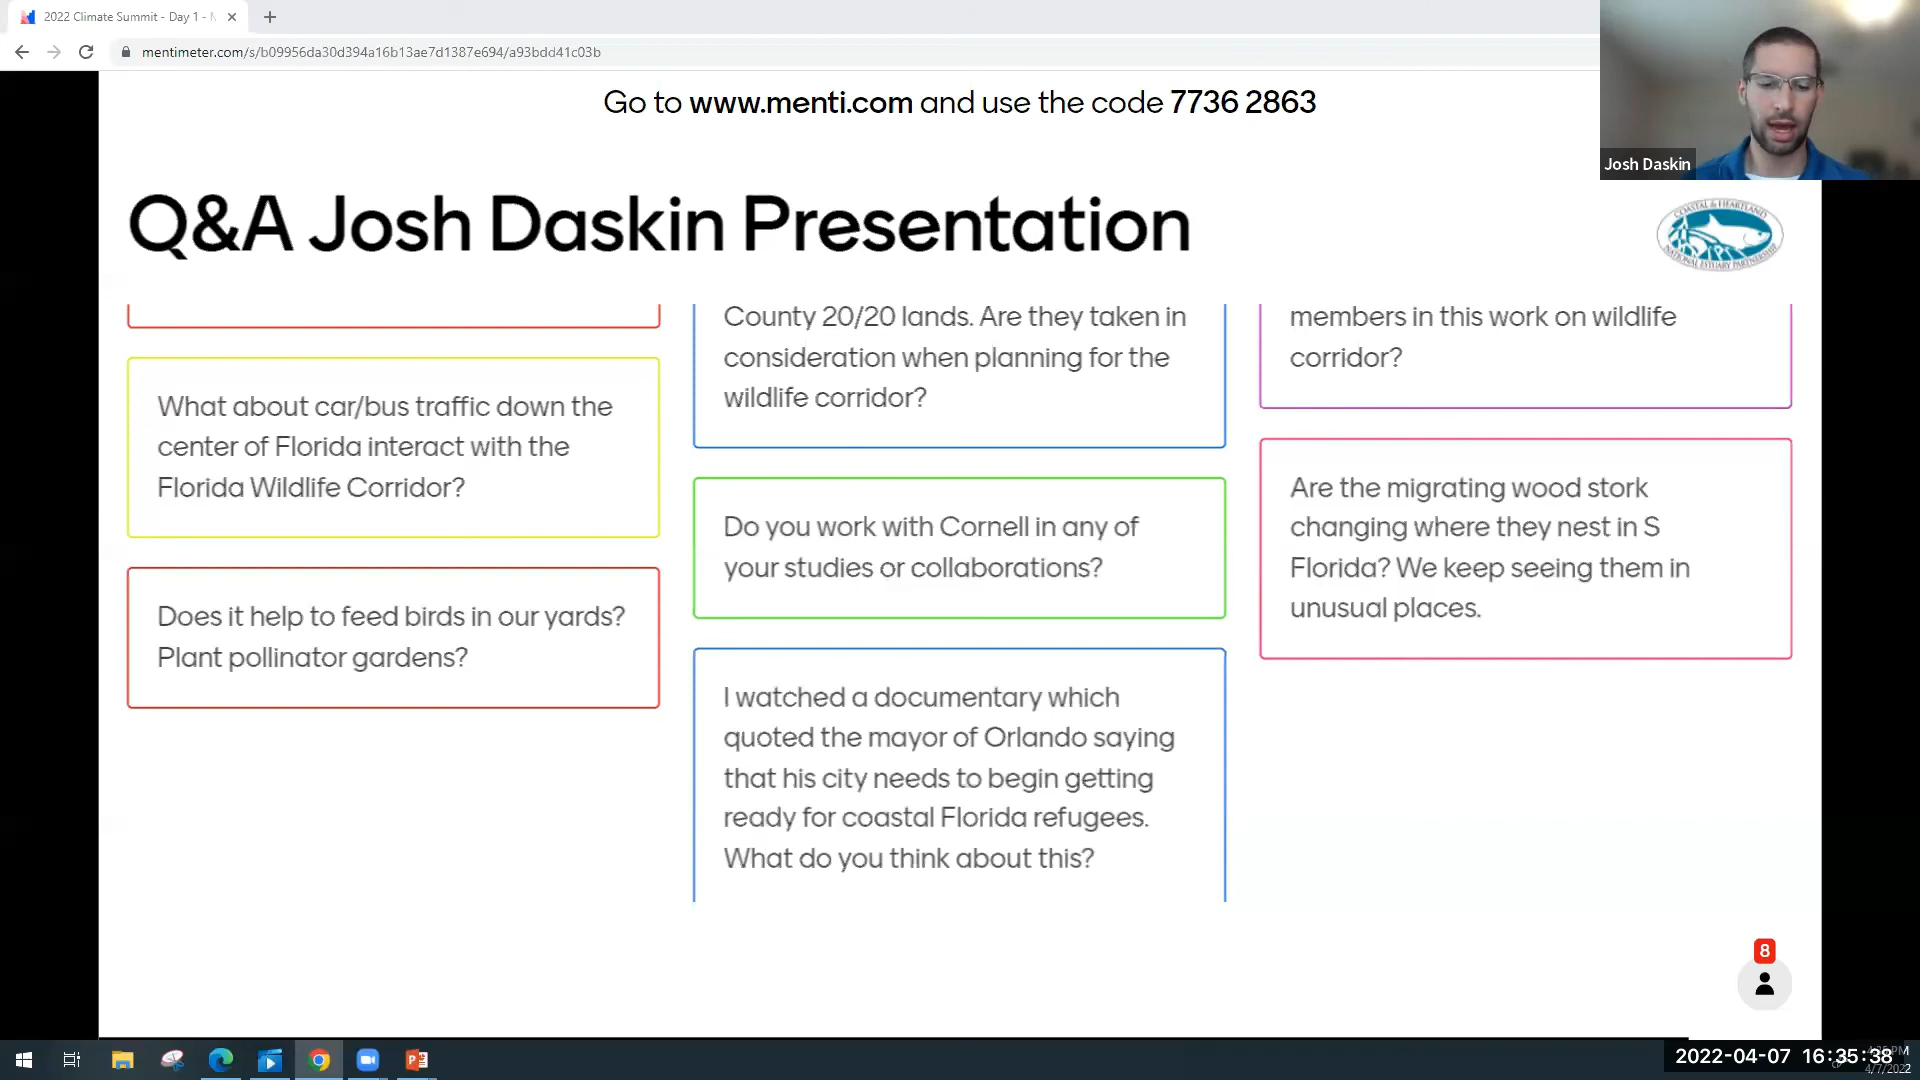 2022 Climate Summit - Day 1 -
mentimeter.com/s/b09956da30d394a16b13ae7d1387e694/a93bdd41c03b
Go to www.menti.com and use the code 7736 2863
Josh Daskin
Q&A Josh Daskin Presentation
COASTAL & HEARTLAND
NATIONAL ESTUARY PARTNERSHIP
What about car/bus traffic down the
center of Florida interact with the
Florida Wildlife Corridor?
Does it help to feed birds in our yards?
Plant pollinator gardens?
County 20/20 lands. Are they taken in
consideration when planning for the
wildlife corridor?
Do you work with Cornell in any of
your studies or collaborations?
I watched a documentary which
quoted the mayor of Orlando saying
that his city needs to begin getting
ready for coastal Florida refugees.
What do you think about this?
members in this work on wildlife
corridor?
Are the migrating wood stork
changing where they nest in S
Florida? We keep seeing them in
unusual places.
8
2022-04-07 16:35:38